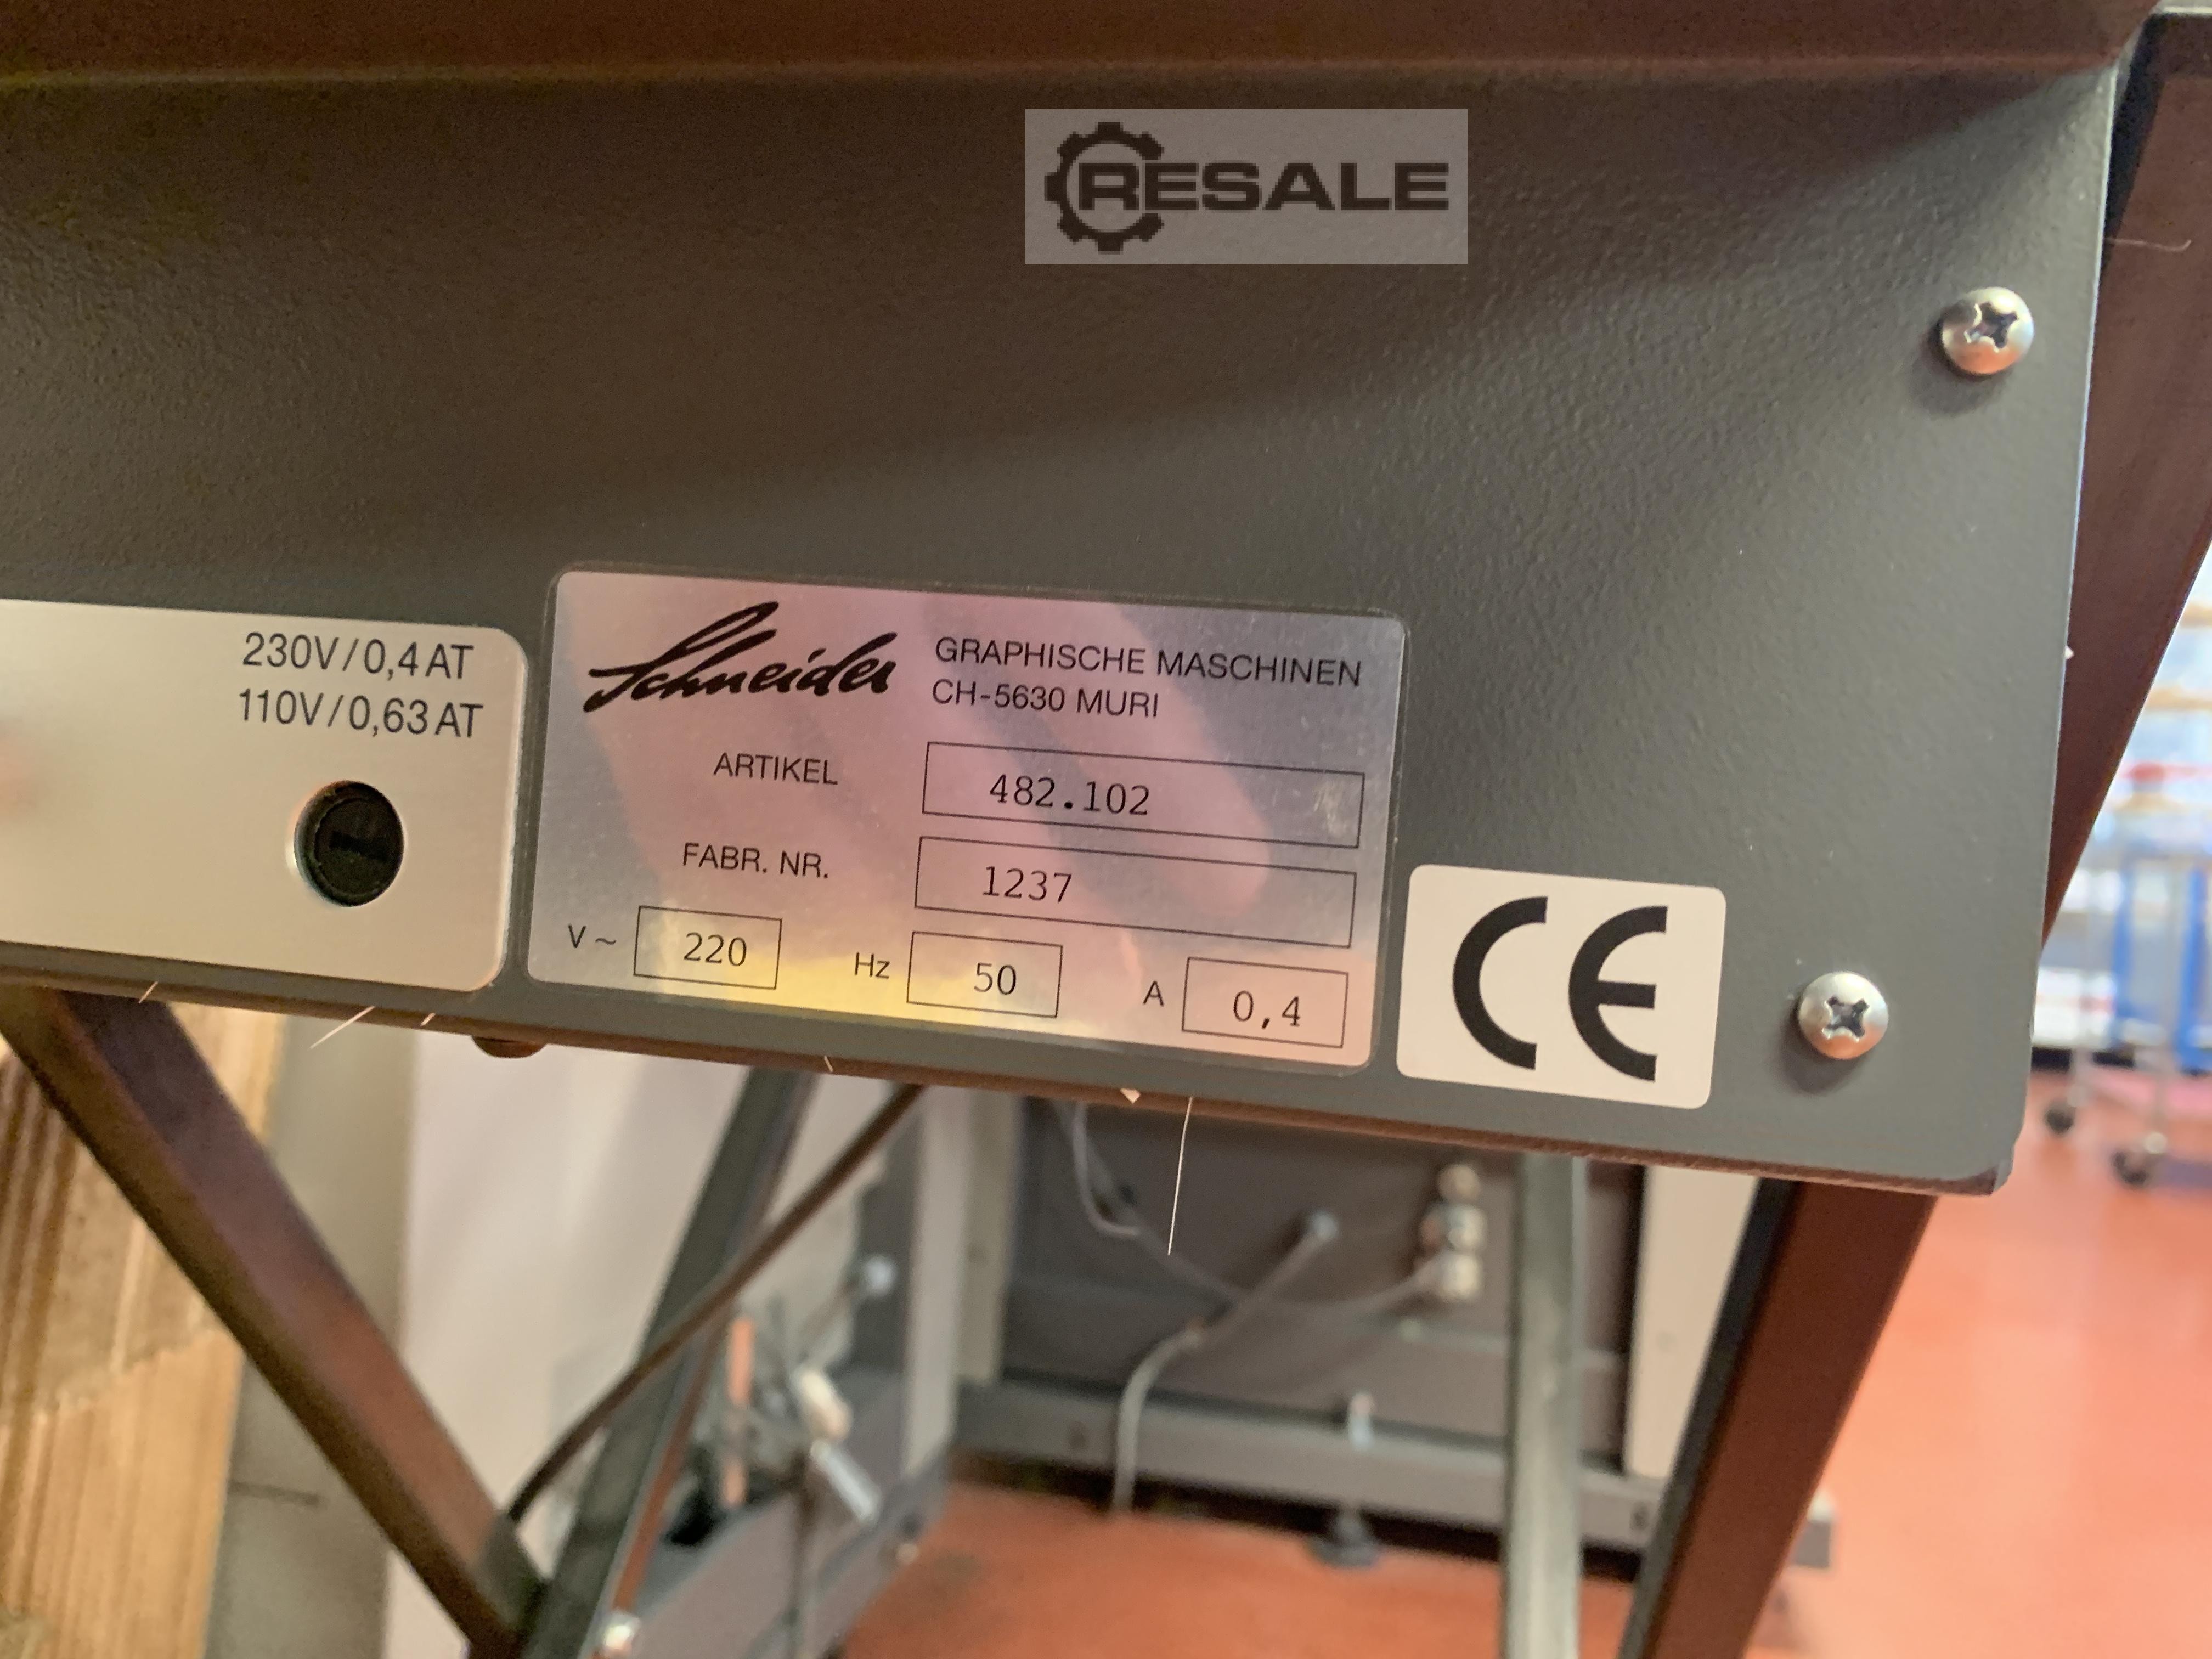 RESALE
230V/0,4AT
110V/0,63AT
Schneider
GRAPHISCHE MASCHINEN
CH-5630 MURI
ARTIKEL 482.102
FABR. NR. 1237
V~ 220 Hz 50 A 0,4
CE